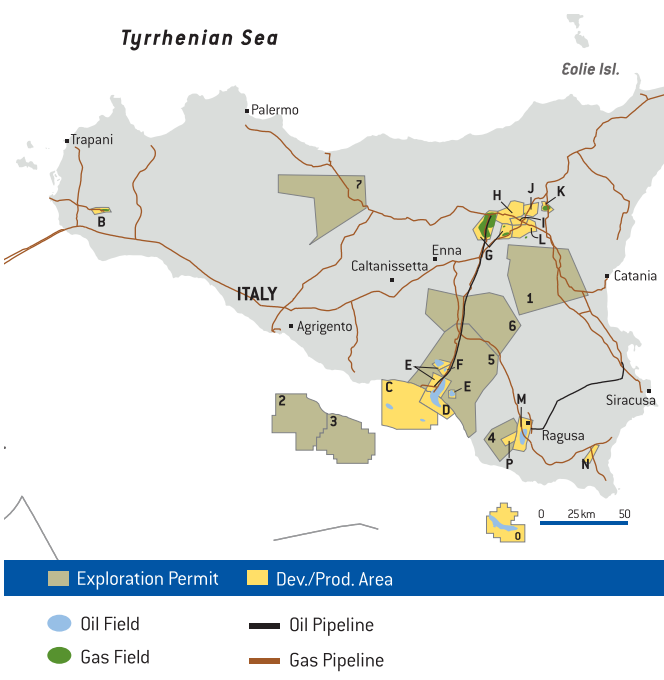 Tyrrhenian Sea
Eolie Isl.
Palermo
Trapani
7
H
J
K
B
I
L
G
Enna
Caltanissetta
Catania
ITALY
1
Agrigento
6
5
E
F
C
E
Siracusa
2
D
M
3
4
Ragusa
P
N
0 25 km 50
O
Exploration Permit
Dev./Prod. Area
Oil Field
Oil Pipeline
Gas Field
Gas Pipeline